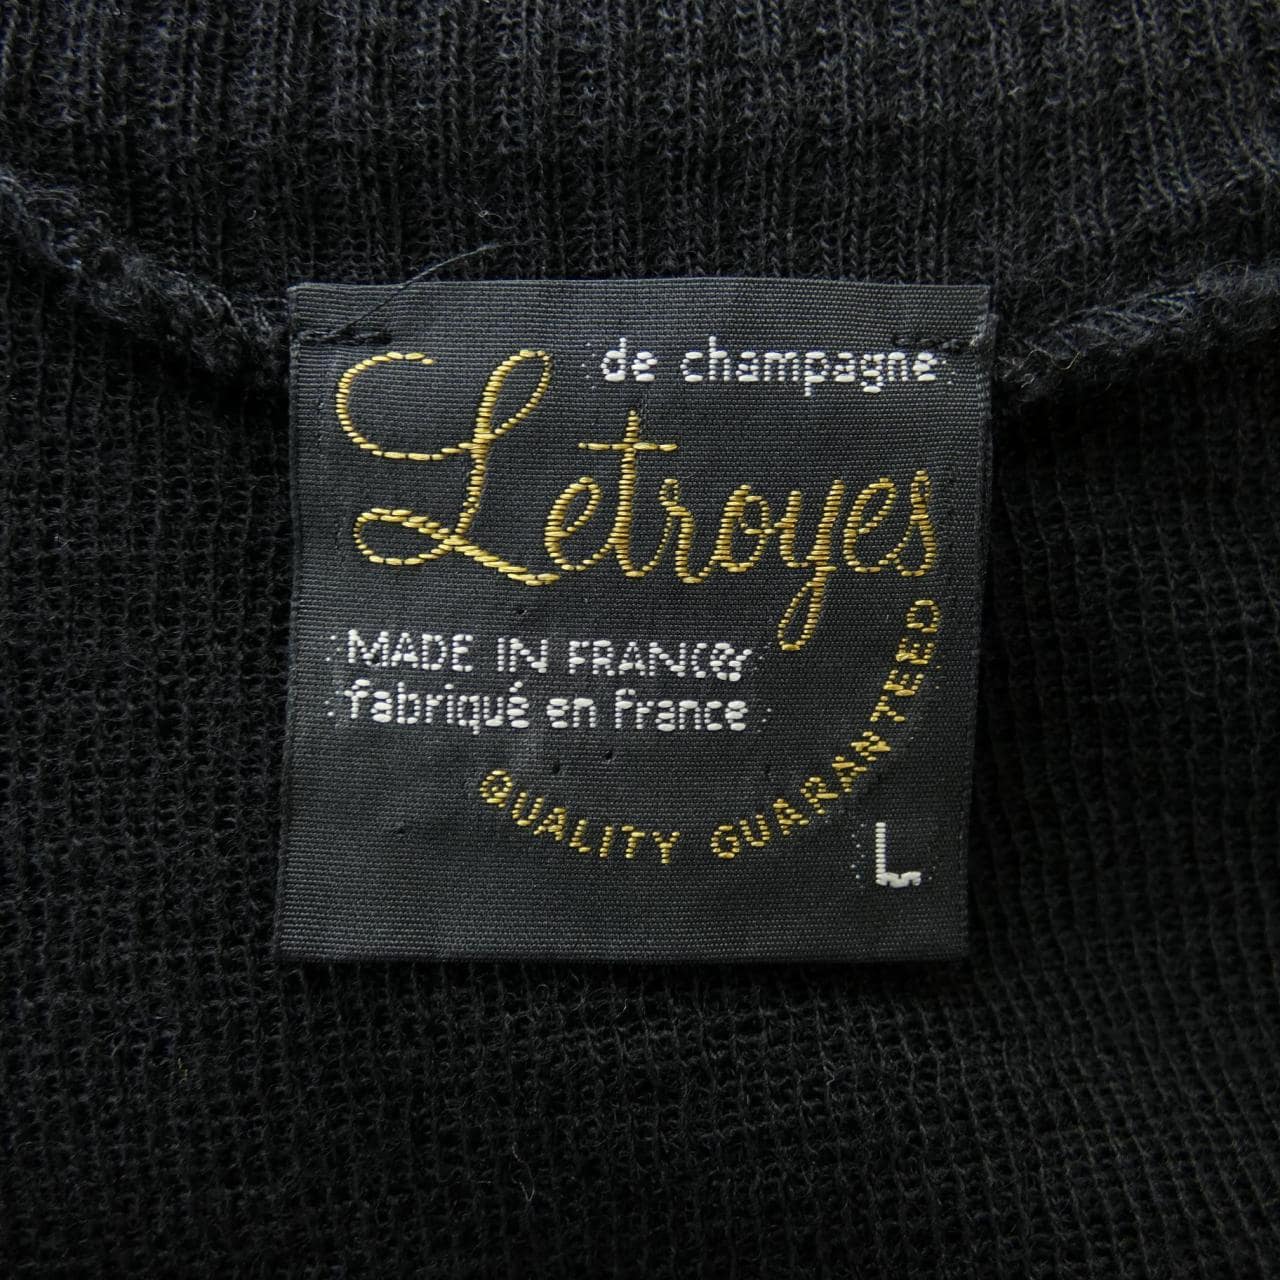 de champagne
Letroyes
MADE IN FRANCE
fabriqué en france
QUALITY GUARANTEED
L